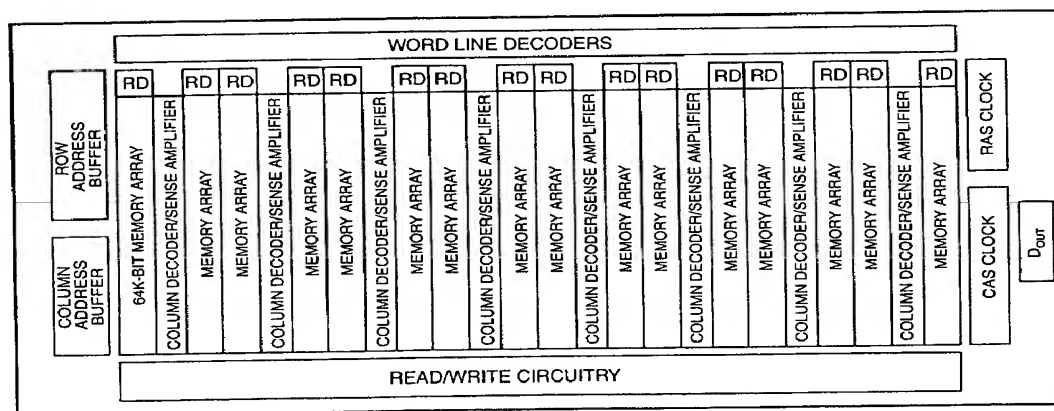 WORD LINE DECODERS
RD RD RD RD RD RD RD RD RD RD RD RD RD RD RD RD
ROW
ADDRESS
BUFFER
COLUMN
ADDRESS
BUFFER
64K-BIT MEMORY ARRAY
COLUMN DECODER/SENSE AMPLIFIER
MEMORY ARRAY
MEMORY ARRAY
COLUMN DECODER/SENSE AMPLIFIER
MEMORY ARRAY
MEMORY ARRAY
COLUMN DECODER/SENSE AMPLIFIER
MEMORY ARRAY
MEMORY ARRAY
COLUMN DECODER/SENSE AMPLIFIER
MEMORY ARRAY
MEMORY ARRAY
COLUMN DECODER/SENSE AMPLIFIER
MEMORY ARRAY
MEMORY ARRAY
COLUMN DECODER/SENSE AMPLIFIER
MEMORY ARRAY
MEMORY ARRAY
COLUMN DECODER/SENSE AMPLIFIER
MEMORY ARRAY
MEMORY ARRAY
COLUMN DECODER/SENSE AMPLIFIER
MEMORY ARRAY
RAS CLOCK
CAS CLOCK
DOUT
READ/WRITE CIRCUITRY